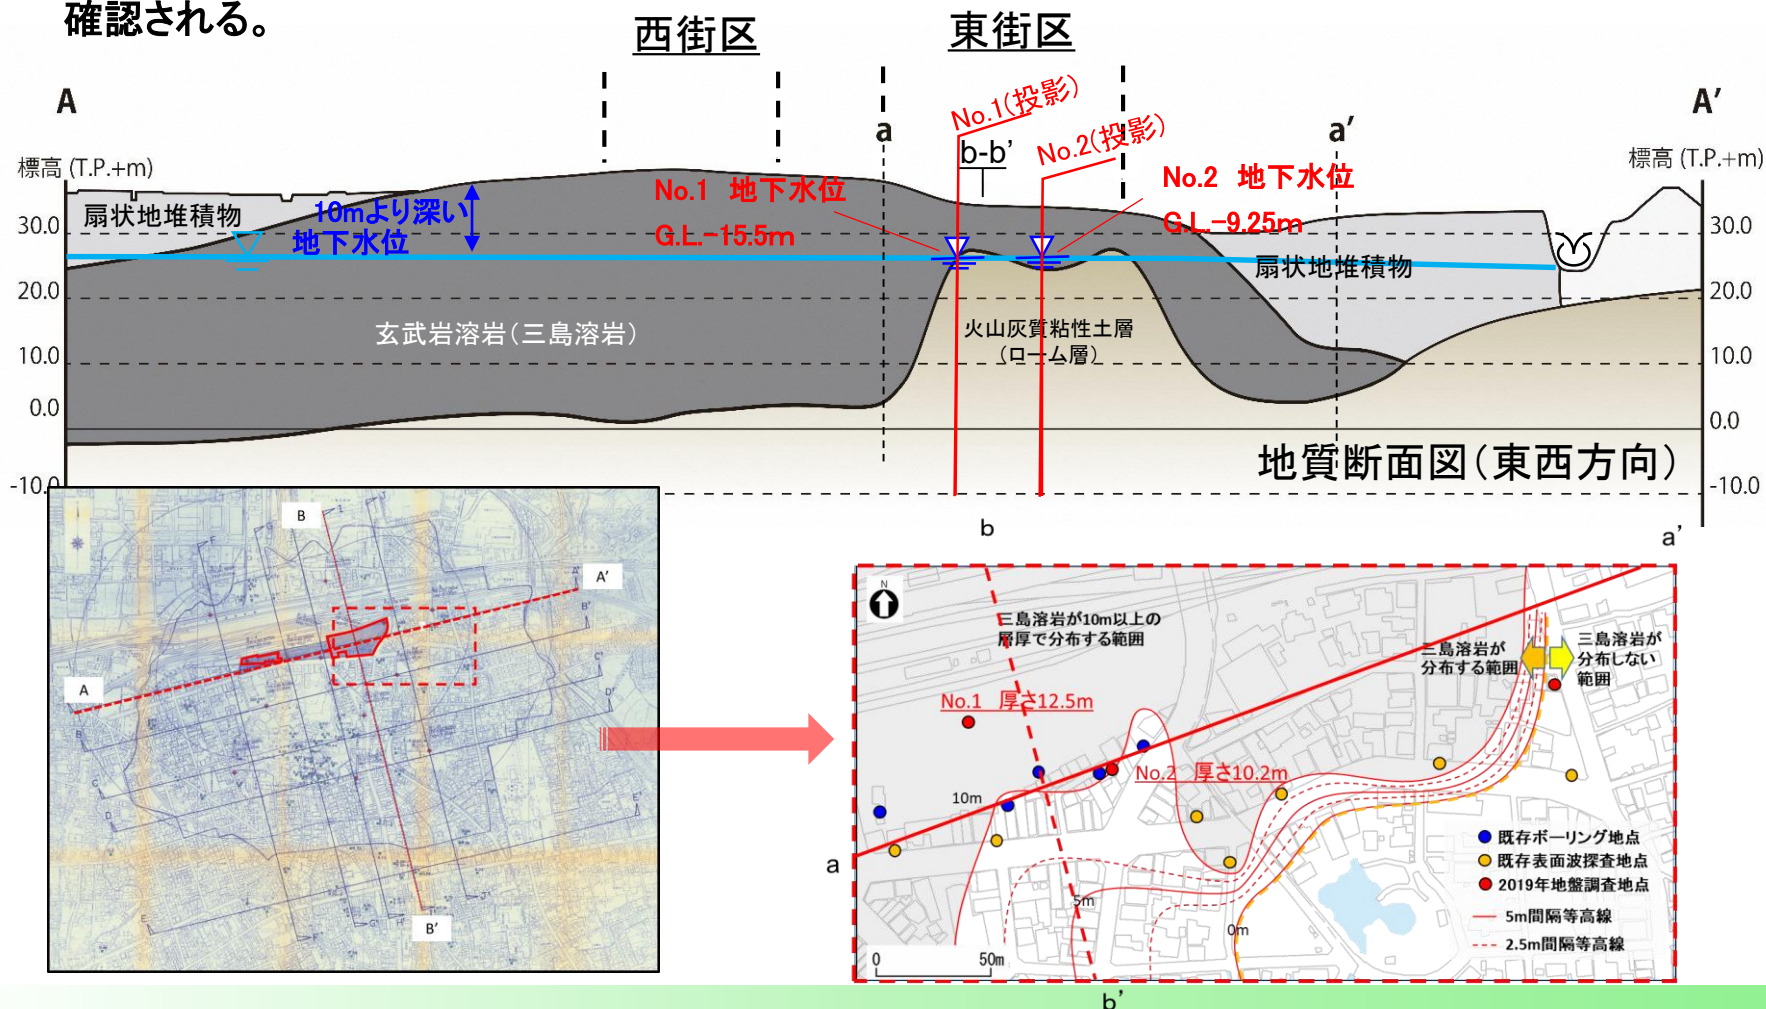 確認される。
西街区
東街区
A
A’
a
a’
No.1(投影)
No.2(投影)
b-b’
標高 (T.P.+m)
標高 (T.P.+m)
扇状地堆積物
10mより深い
地下水位
No.1 地下水位
G.L.-15.5m
No.2 地下水位
G.L.-9.25m
扇状地堆積物
30.0
20.0
10.0
0.0
-10.0
30.0
20.0
10.0
0.0
-10.0
玄武岩溶岩(三島溶岩)
火山灰質粘性土層
(ローム層)
地質断面図(東西方向)
B
A’
A
B’
b
a’
N
三島溶岩が10m以上の
層厚で分布する範囲
三島溶岩が
分布する範囲
三島溶岩が
分布しない
範囲
No.1 厚さ12.5m
No.2 厚さ10.2m
10m
5m
0m
a
既存ボーリング地点
既存表面波探査地点
2019年地盤調査地点
5m間隔等高線
2.5m間隔等高線
0 50m
b’